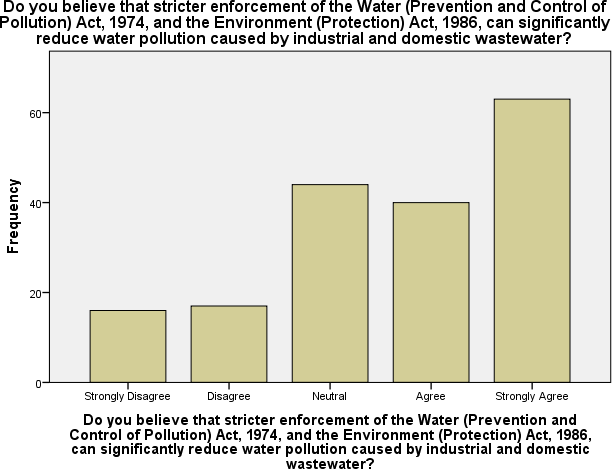 Do you believe that stricter enforcement of the Water (Prevention and Control of
Pollution) Act, 1974, and the Environment (Protection) Act, 1986, can significantly
reduce water pollution caused by industrial and domestic wastewater?
60
40
20
0
Frequency
Strongly Disagree Disagree Neutral Agree Strongly Agree
Do you believe that stricter enforcement of the Water (Prevention and
Control of Pollution) Act, 1974, and the Environment (Protection) Act, 1986,
can significantly reduce water pollution caused by industrial and domestic
wastewater?